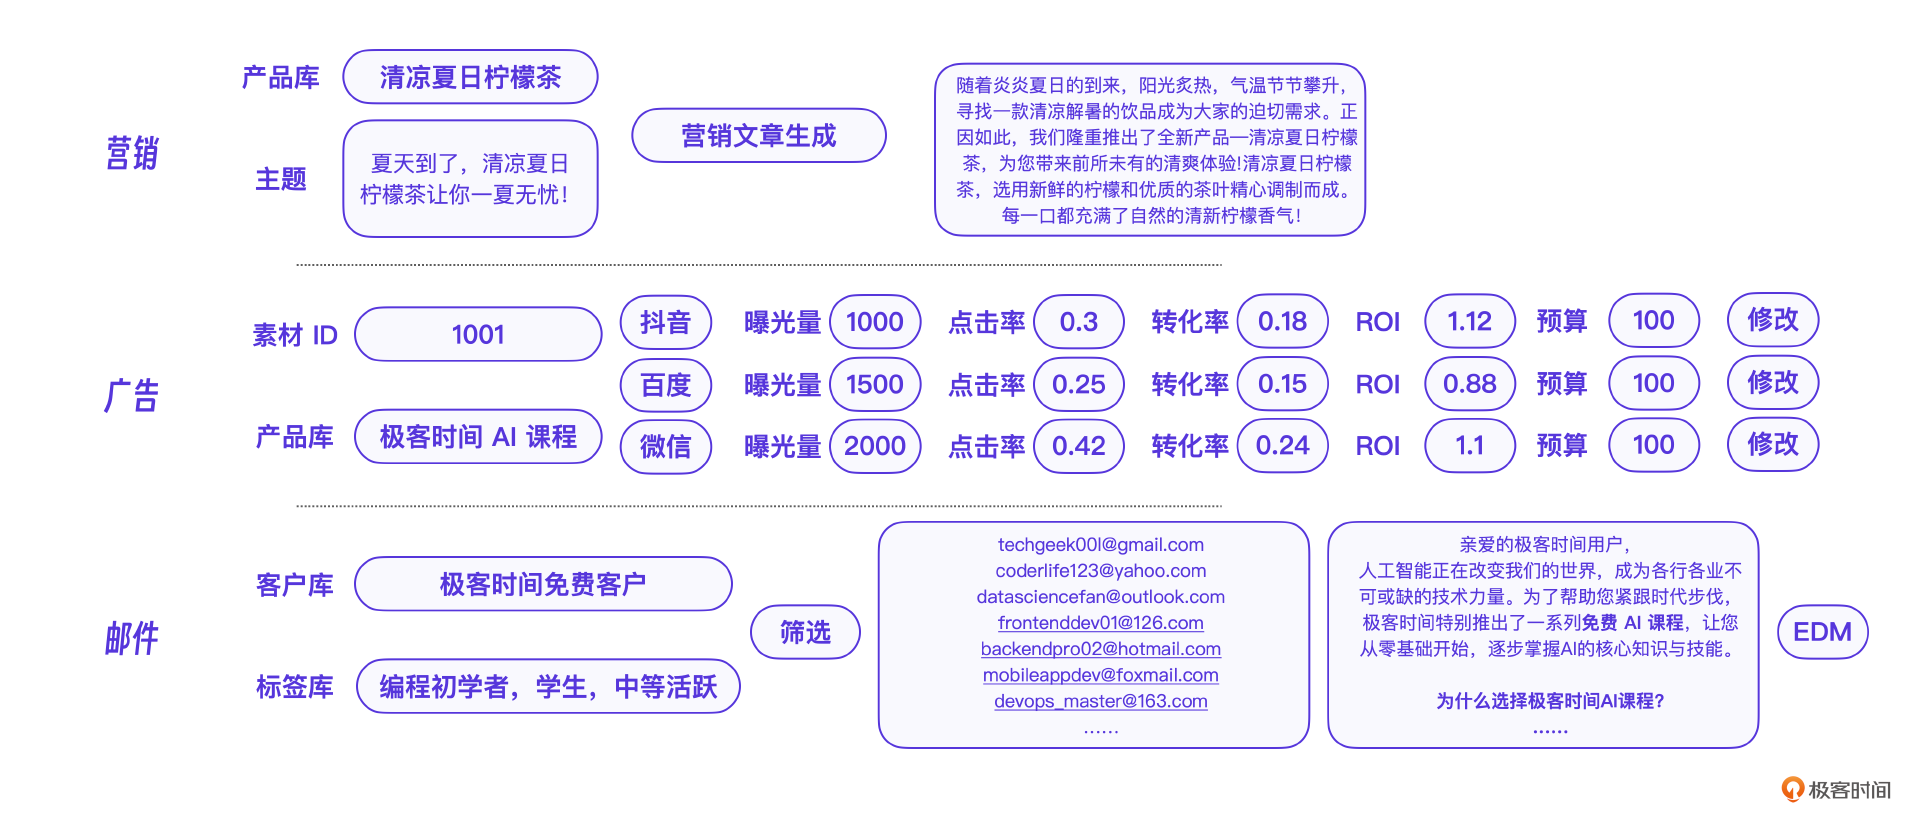 营销
产品库
清凉夏日柠檬茶
主题
夏天到了，清凉夏日
柠檬茶让你一夏无忧！
营销文章生成
随着炎炎夏日的到来，阳光炙热，气温节节攀升，
寻找一款清凉解暑的饮品成为大家的迫切需求。正
因如此，我们隆重推出了全新产品—清凉夏日柠檬
茶，为您带来前所未有的清爽体验!清凉夏日柠檬
茶，选用新鲜的柠檬和优质的茶叶精心调制而成。
每一口都充满了自然的清新柠檬香气！
广告
素材 ID
1001
产品库
极客时间 AI 课程
抖音 曝光量 1000 点击率 0.3 转化率 0.18 ROI 1.12 预算 100 修改
百度 曝光量 1500 点击率 0.25 转化率 0.15 ROI 0.88 预算 100 修改
微信 曝光量 2000 点击率 0.42 转化率 0.24 ROI 1.1 预算 100 修改
邮件
客户库
极客时间免费客户
标签库
编程初学者，学生，中等活跃
筛选
techgeek00l@gmail.com
coderlife123@yahoo.com
datasciencefan@outlook.com
frontenddev01@126.com
backendpro02@hotmail.com
mobileappdev@foxmail.com
devops_master@163.com
……
亲爱的极客时间用户，
人工智能正在改变我们的世界，成为各行各业不
可或缺的技术力量。为了帮助您紧跟时代步伐，
极客时间特别推出了一系列免费 AI 课程，让您
从零基础开始，逐步掌握AI的核心知识与技能。
为什么选择极客时间AI课程？
……
EDM
极客时间